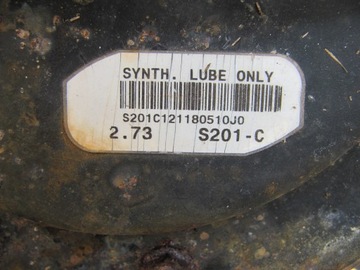 SYNTH. LUBE ONLY
S201C121180510J0
2.73 S201-C